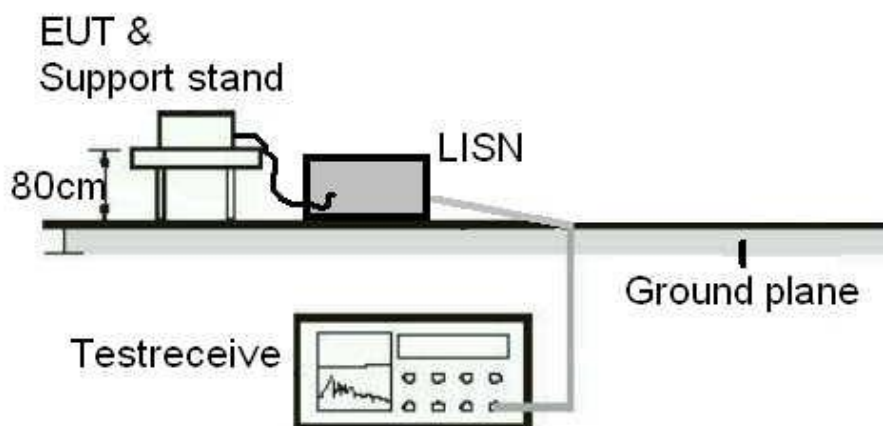 EUT &
Support stand
LISN
80cm
Ground plane
Testreceive